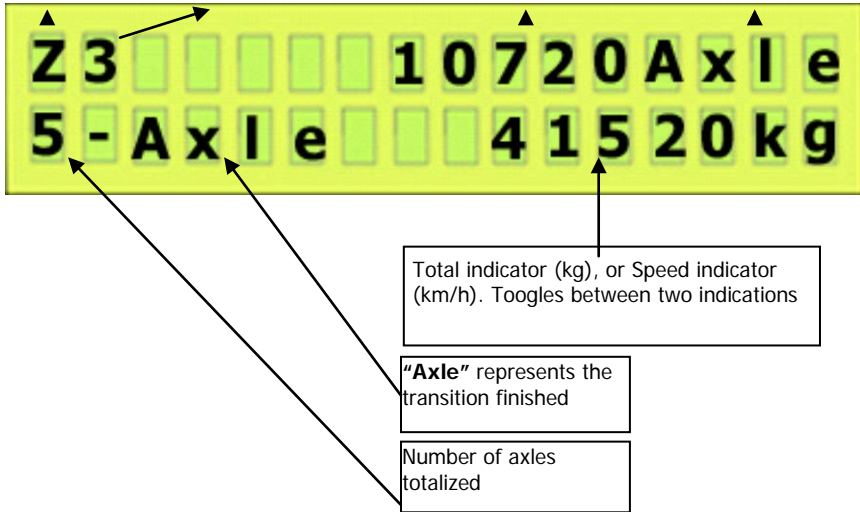 Z3 10720Axle
5-Axle 41520kg
Total indicator (kg), or Speed indicator
(km/h). Toogles between two indications
“Axle” represents the
transition finished
Number of axles
totalized